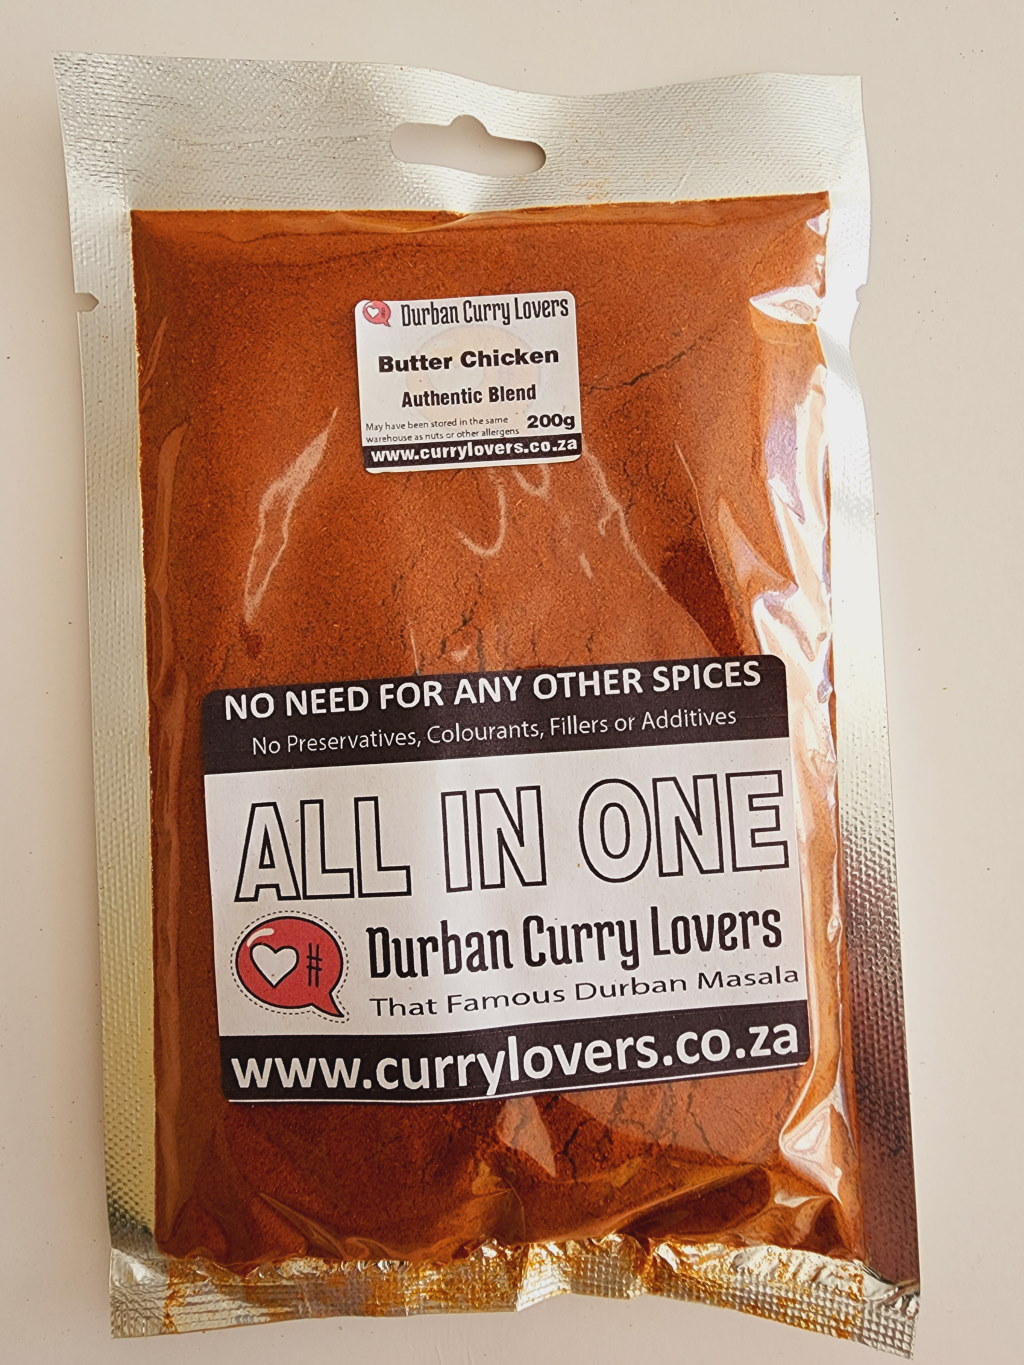 Durban Curry Lovers
Butter Chicken
Authentic Blend
May have been stored in the same
warehouse as nuts or other allergens
200g
www.currylovers.co.za
NO NEED FOR ANY OTHER SPICES
No Preservatives, Colourants, Fillers or Additives
ALL IN ONE
#
Durban Curry Lovers
That Famous Durban Masala
www.currylovers.co.za